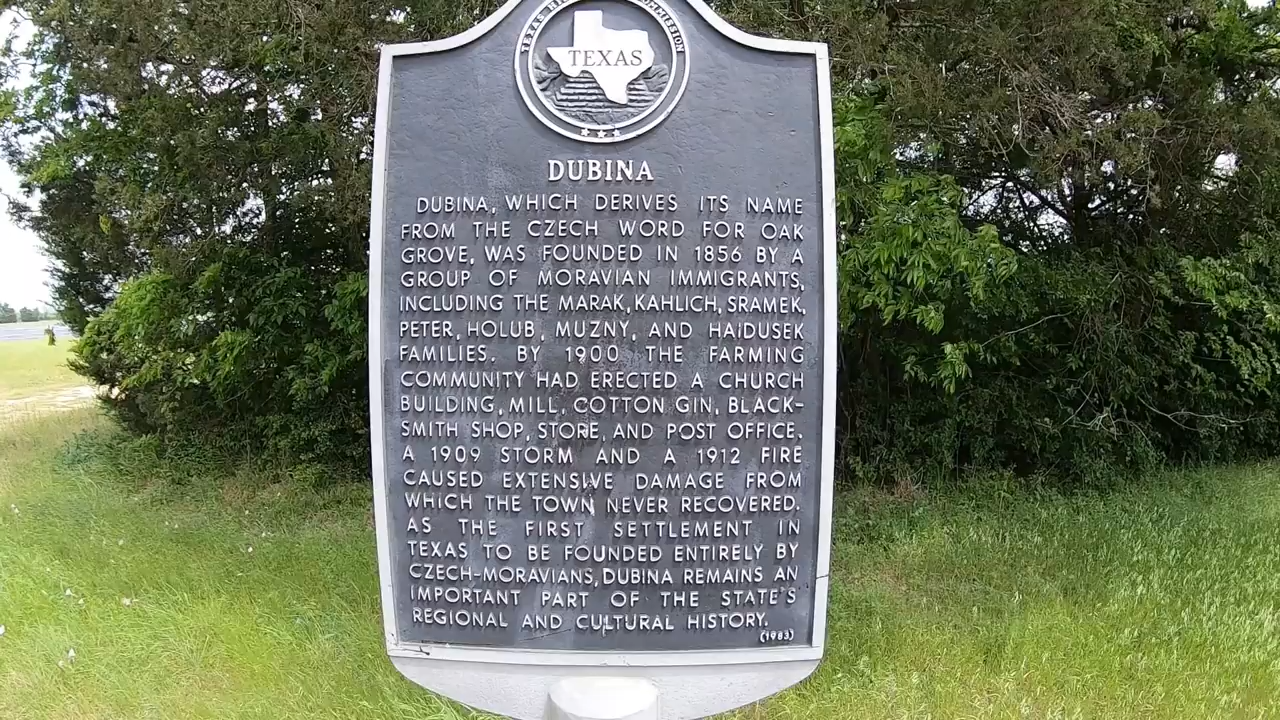 TEXAS HI COMMISSION
TEXAS
DUBINA
DUBINA, WHICH DERIVES ITS NAME
FROM THE CZECH WORD FOR OAK
GROVE, WAS FOUNDED IN 1856 BY A
GROUP OF MORAVIAN IMMIGRANTS,
INCLUDING THE MARAK, KAHLICH, SRAMEK,
PETER, HOLUB, MUZNY, AND HAIDUSEK
FAMILIES. BY 1900 THE FARMING
COMMUNITY HAD ERECTED A CHURCH
BUILDING, MILL, COTTON GIN, BLACK-
SMITH SHOP, STORE, AND POST OFFICE.
A 1909 STORM AND A 1912 FIRE
CAUSED EXTENSIVE DAMAGE FROM
WHICH THE TOWN NEVER RECOVERED.
AS THE FIRST SETTLEMENT IN
TEXAS TO BE FOUNDED ENTIRELY BY
CZECH-MORAVIANS, DUBINA REMAINS AN
IMPORTANT PART OF THE STATE'S
REGIONAL AND CULTURAL HISTORY.
(1983)